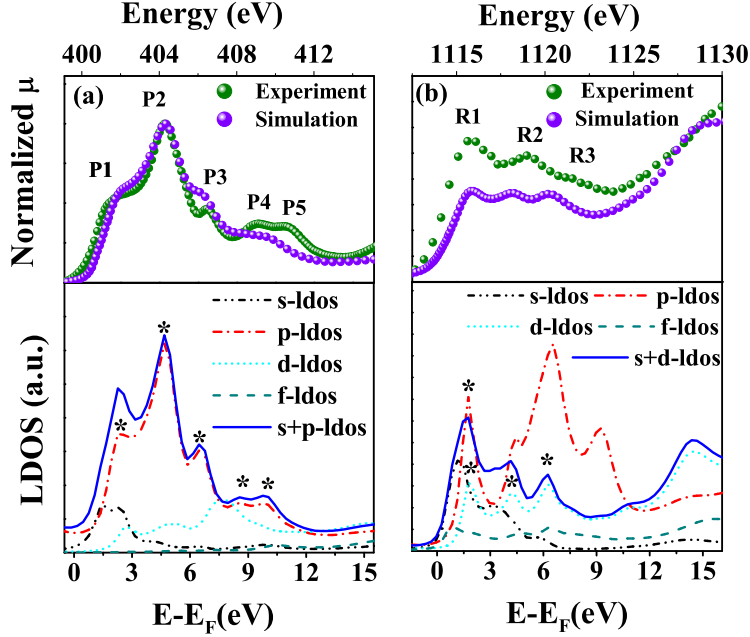 Energy (eV)
400 404 408 412
Energy (eV)
1115 1120 1125 1130
Normalized μ
(a)
P1
P2
P3
P4
P5
Experiment
Simulation
(b)
R1
R2
R3
Experiment
Simulation
LDOS (a.u.)
s-ldos
p-ldos
d-ldos
f-ldos
s+p-ldos
*
*
*
*
*
s-ldos
p-ldos
d-ldos
f-ldos
s+d-ldos
*
*
*
*
0 3 6 9 12 15
E-EF(eV)
0 3 6 9 12 15
E-EF(eV)